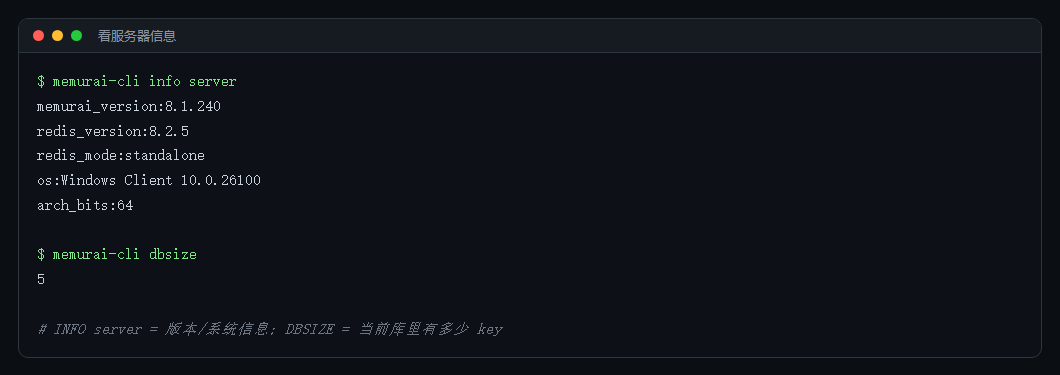 看服务器信息
$ memurai-cli info server
memurai_version:8.1.240
redis_version:8.2.5
redis_mode:standalone
os:Windows Client 10.0.26100
arch_bits:64
$ memurai-cli dbsize
5
# INFO server = 版本/系统信息; DBSIZE = 当前库里有多少 key